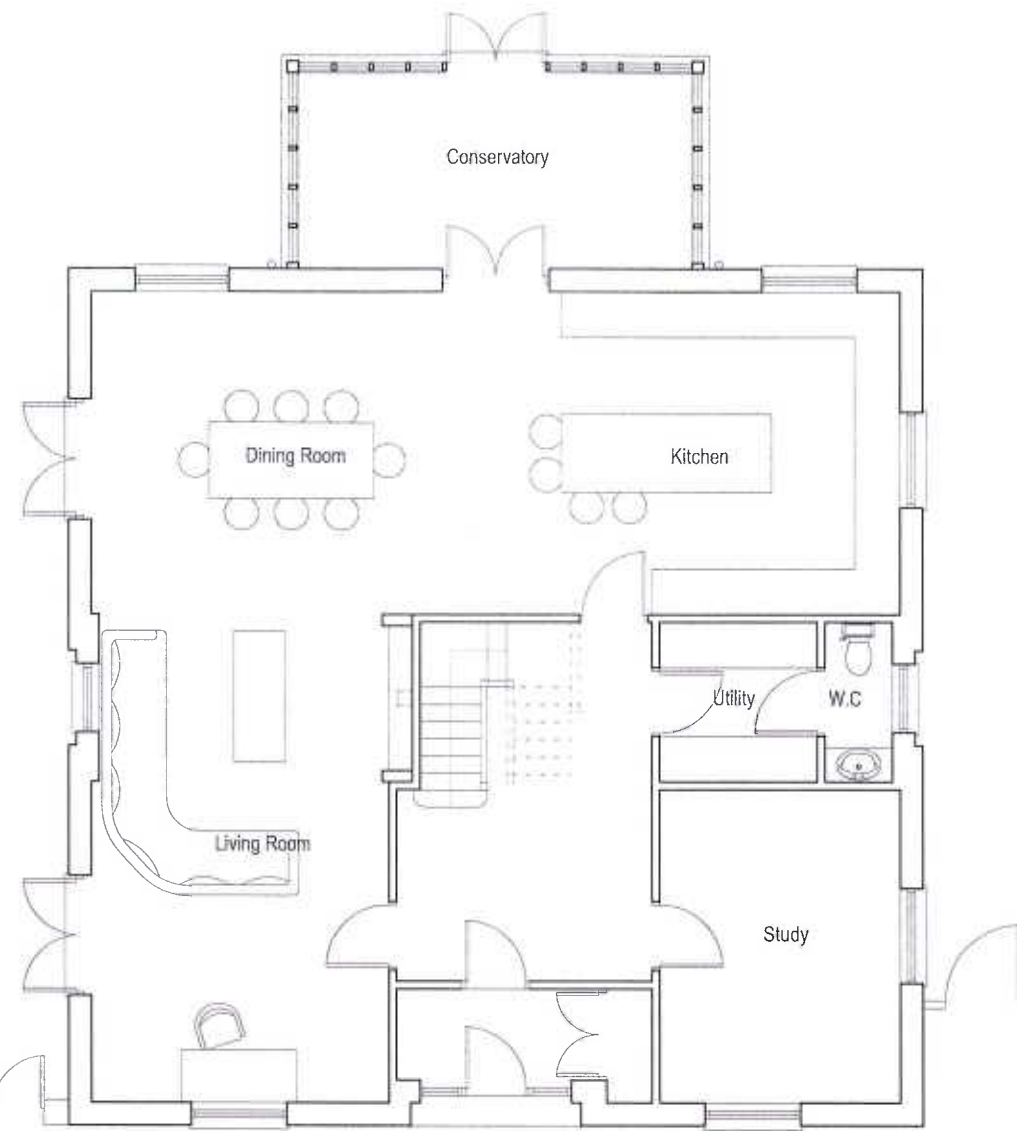 Conservatory
Dining Room
Kitchen
Utility
W.C
Living Room
Study